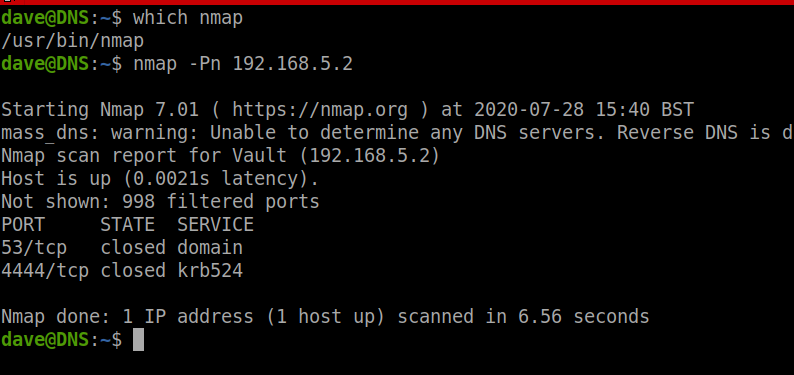 dave@DNS:~$ which nmap
/usr/bin/nmap
dave@DNS:~$ nmap -Pn 192.168.5.2
Starting Nmap 7.01 ( https://nmap.org ) at 2020-07-28 15:40 BST
mass_dns: warning: Unable to determine any DNS servers. Reverse DNS is d
Nmap scan report for Vault (192.168.5.2)
Host is up (0.0021s latency).
Not shown: 998 filtered ports
PORT     STATE  SERVICE
53/tcp   closed domain
4444/tcp closed krb524
Nmap done: 1 IP address (1 host up) scanned in 6.56 seconds
dave@DNS:~$